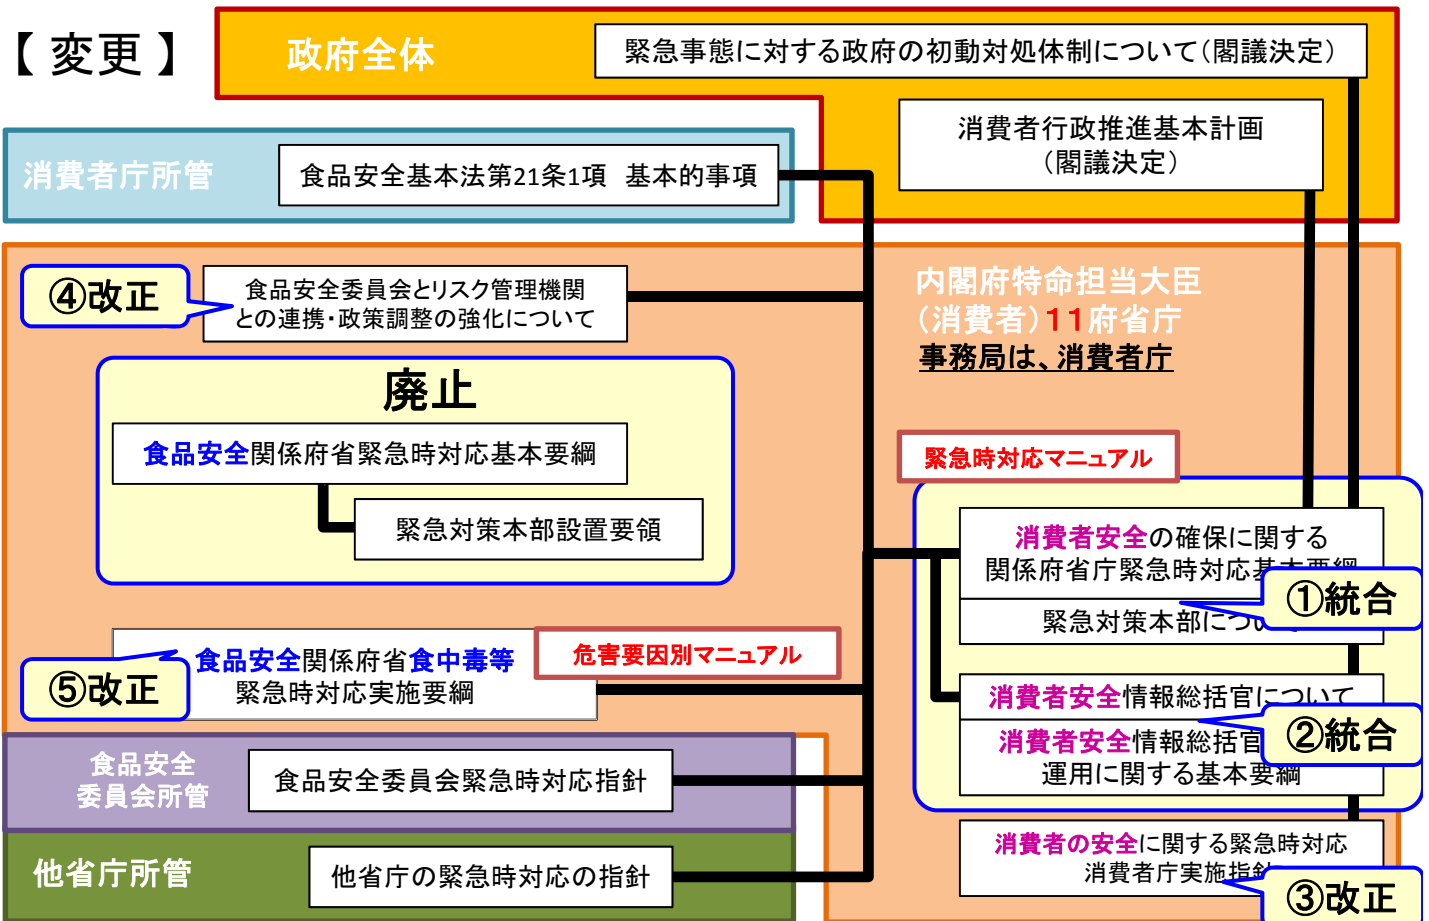 【 変更 】
政府全体
緊急事態に対する政府の初動対処体制について(閣議決定)
消費者行政推進基本計画
(閣議決定)
消費者庁所管
食品安全基本法第21条1項 基本的事項
④改正
食品安全委員会とリスク管理機関
との連携・政策調整の強化について
内閣府特命担当大臣
(消費者)11府省庁
事務局は、消費者庁
廃止
食品安全関係府省緊急時対応基本要綱
緊急対策本部設置要領
緊急時対応マニュアル
消費者安全の確保に関する
関係府省庁緊急時対応基本要綱
①統合
緊急対策本部について
⑤改正
食品安全関係府省食中毒等
緊急時対応実施要綱
危害要因別マニュアル
消費者安全情報総括官について
②統合
消費者安全情報総括官
運用に関する基本要綱
食品安全
委員会所管
食品安全委員会緊急時対応指針
消費者の安全に関する緊急時対応
消費者庁実施指針
③改正
他省庁所管
他省庁の緊急時対応の指針